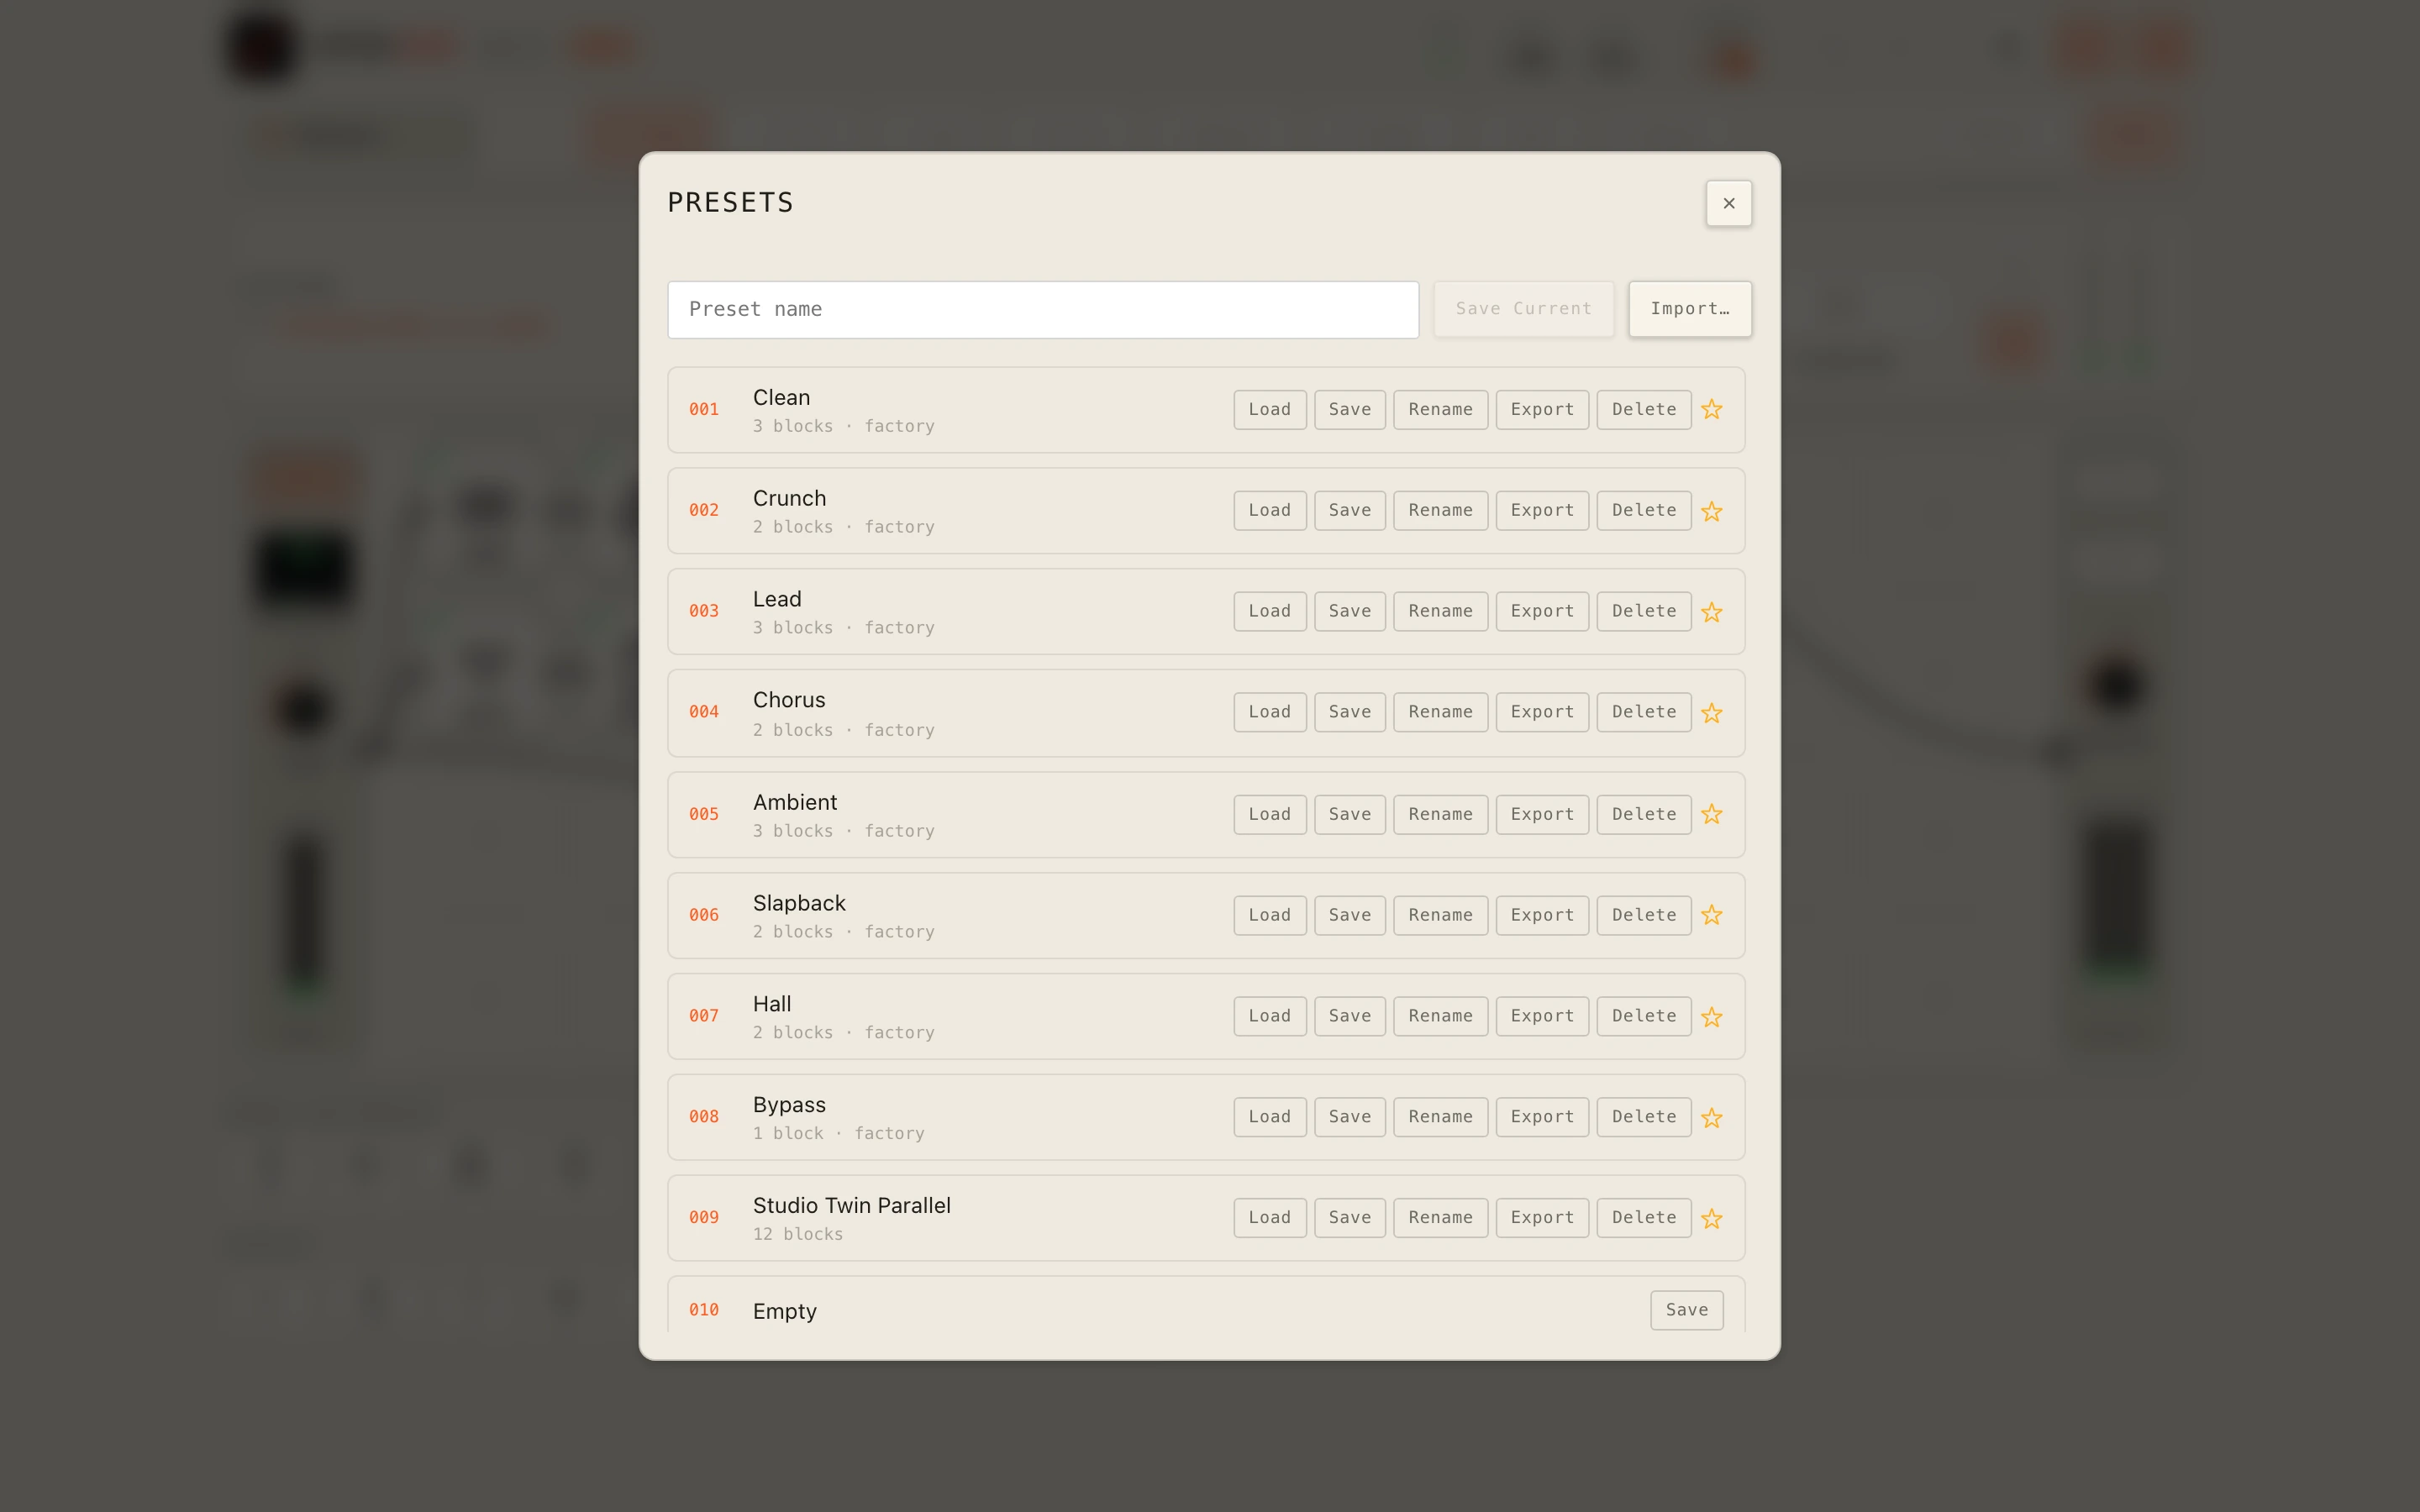 PRESETS
×
Preset name Save Current Import…
001 Clean Load Save Rename Export Delete ☆
3 blocks · factory
002 Crunch Load Save Rename Export Delete ☆
2 blocks · factory
003 Lead Load Save Rename Export Delete ☆
3 blocks · factory
004 Chorus Load Save Rename Export Delete ☆
2 blocks · factory
005 Ambient Load Save Rename Export Delete ☆
3 blocks · factory
006 Slapback Load Save Rename Export Delete ☆
2 blocks · factory
007 Hall Load Save Rename Export Delete ☆
2 blocks · factory
008 Bypass Load Save Rename Export Delete ☆
1 block · factory
009 Studio Twin Parallel Load Save Rename Export Delete ☆
12 blocks
010 Empty Save